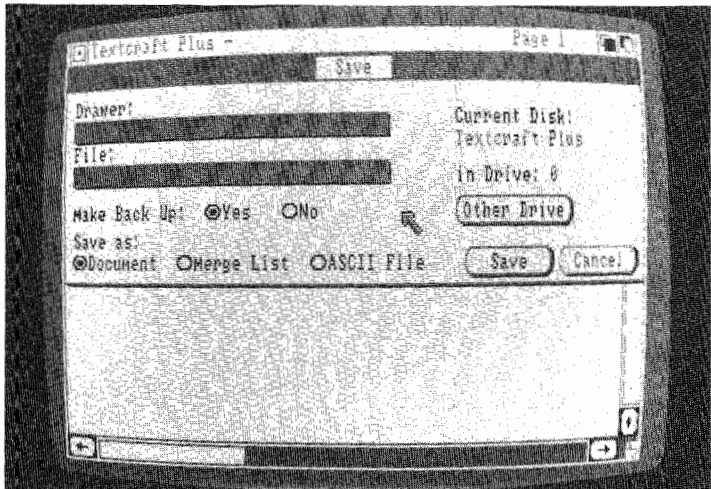 Textcraft Plus Page 1
Save
Drawer:
File:
Make Back Up: Yes No
Save as:
Document Merge List ASCII File
Current Disk:
Textcraft Plus
in Drive: 0
Other Drive
Save Cancel